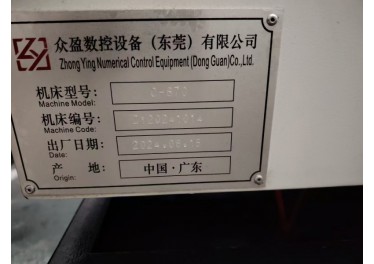 众盈数控设备（东莞）有限公司
Zhong Ying Numerical Control Equipment (Dong Guan)Co.,Ltd.
机床型号：
Machine Model:
机床编号：
Machine Code:
出厂日期：
Date:
产 地：中国·广东
Origin: